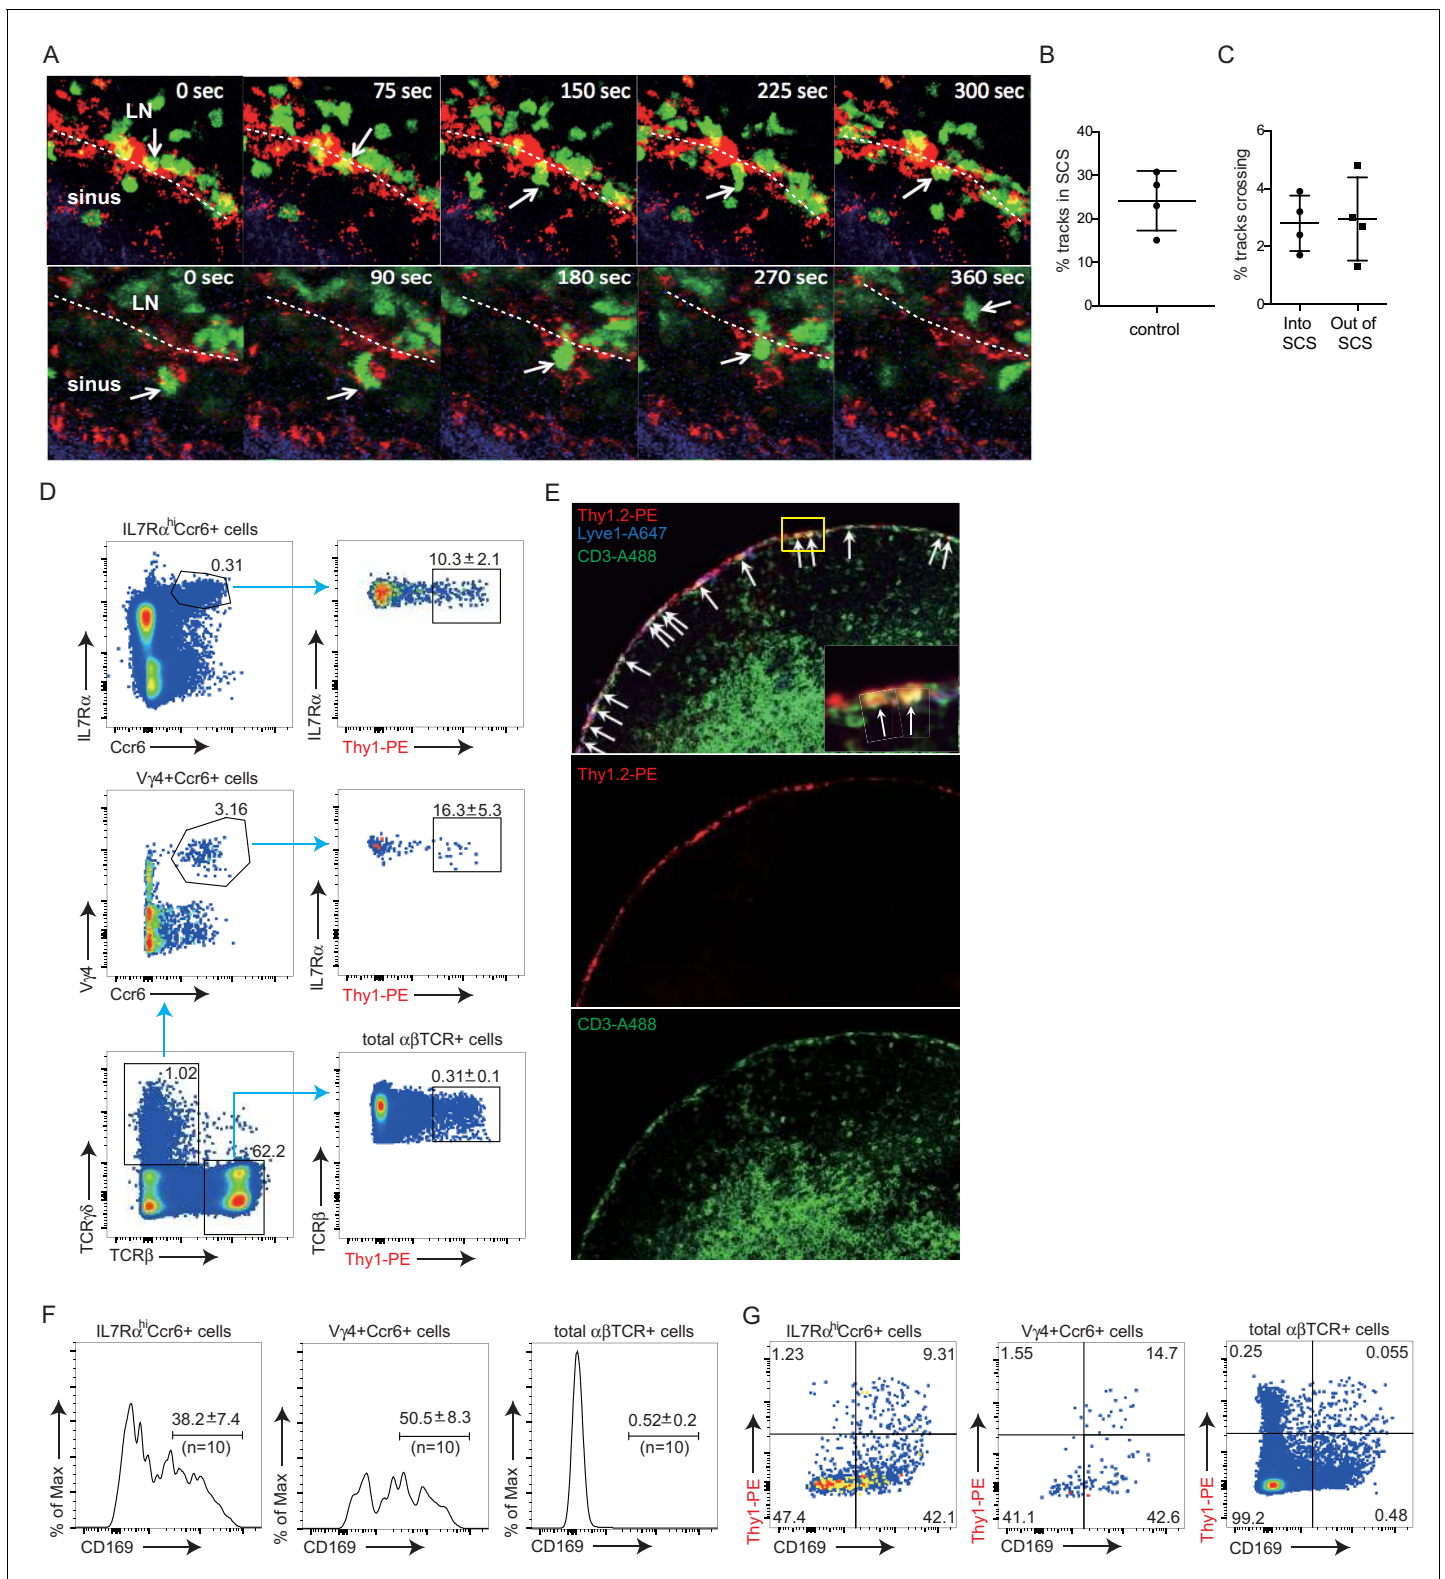 A
0 sec
LN
sinus
75 sec
150 sec
225 sec
300 sec
0 sec
LN
sinus
90 sec
180 sec
270 sec
360 sec
B
% tracks in SCS
40
30
20
10
0
control
C
% tracks crossing
6
4
2
0
Into SCS
Out of SCS
D
IL7Rαhi Ccr6+ cells
0.31
IL7Rα
Ccr6
10.3±2.1
IL7Rα
Thy1-PE
Vγ4+Ccr6+ cells
3.16
Vγ4
Ccr6
16.3±5.3
IL7Rα
Thy1-PE
1.02
62.2
TCRγδ
TCRβ
total αβTCR+ cells
0.31±0.1
TCRβ
Thy1-PE
E
Thy1.2-PE
Lyve1-A647
CD3-A488
Thy1.2-PE
CD3-A488
F
IL7Rαhi Ccr6+ cells
38.2±7.4
(n=10)
% of Max
CD169
Vγ4+Ccr6+ cells
50.5±8.3
(n=10)
% of Max
CD169
total αβTCR+ cells
0.52±0.2
(n=10)
% of Max
CD169
G
IL7Rαhi Ccr6+ cells
1.23
9.31
47.4
42.1
Thy1-PE
CD169
Vγ4+Ccr6+ cells
1.55
14.7
41.1
42.6
Thy1-PE
CD169
total αβTCR+ cells
0.25
0.055
99.2
0.48
Thy1-PE
CD169